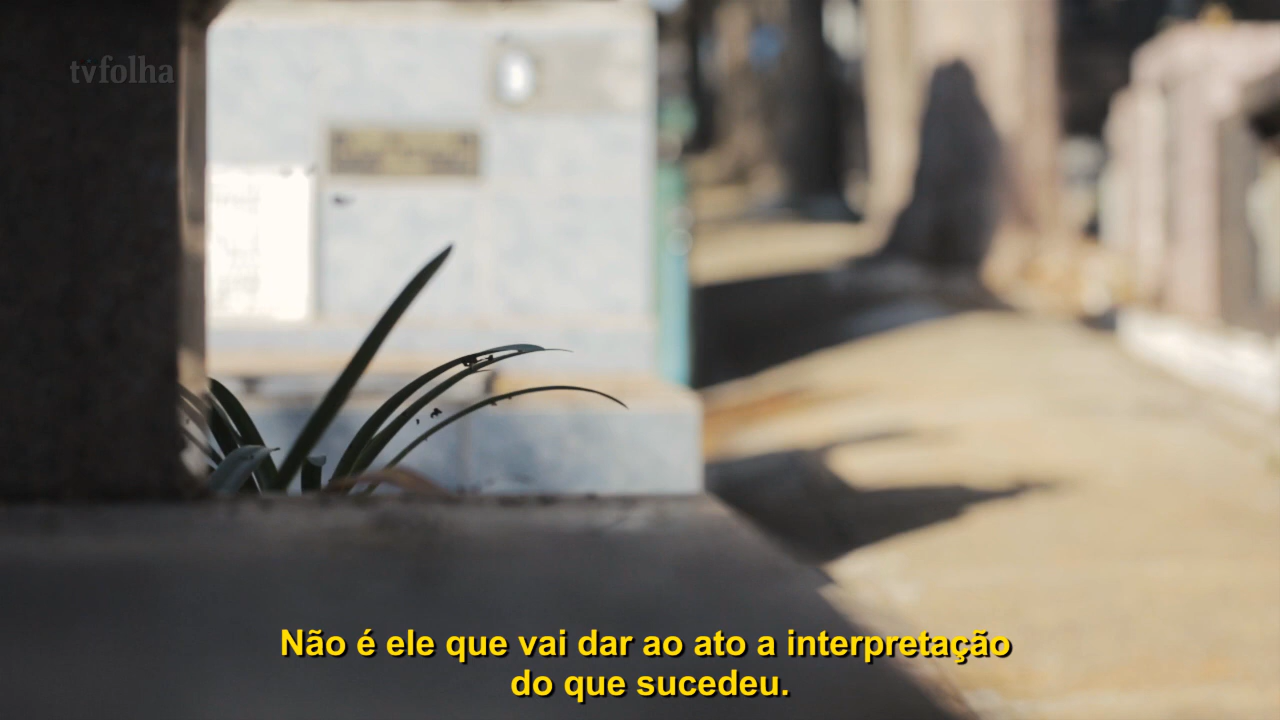 tvfolha
Não é ele que vai dar ao ato a interpretação
do que sucedeu.